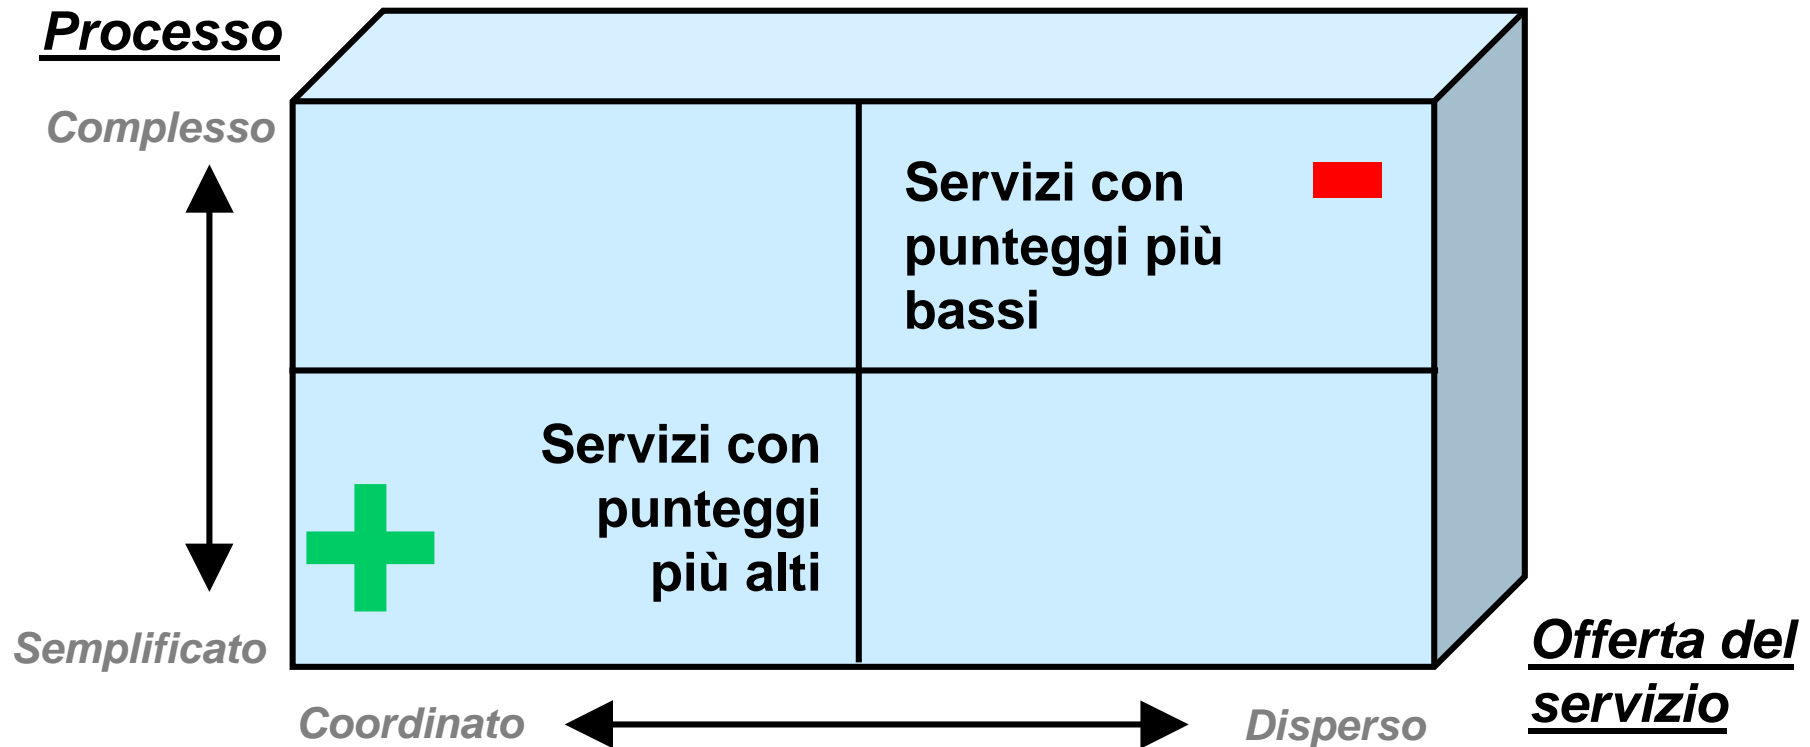 Processo
Complesso
Servizi con
punteggi più
bassi
Servizi con
punteggi
più alti
Semplificato
Offerta del
servizio
Coordinato
Disperso